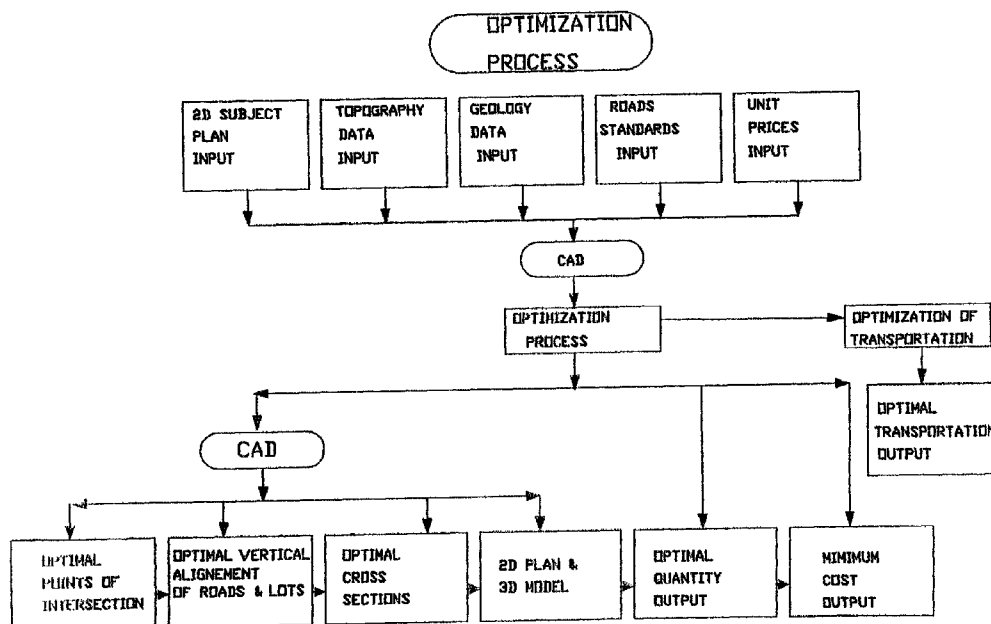 OPTIMIZATION
PROCESS
2D SUBJECT
PLAN
INPUT
TOPOGRAPHY
DATA
INPUT
GEOLOGY
DATA
INPUT
ROADS
STANDARDS
INPUT
UNIT
PRICES
INPUT
CAD
OPTIMIZATION
PROCESS
OPTIMIZATION OF
TRANSPORTATION
OPTIMAL
TRANSPORTATION
OUTPUT
CAD
OPTIMAL
POINTS OF
INTERSECTION
OPTIMAL VERTICAL
ALIGNEMENT
OF ROADS & LOTS
OPTIMAL
CROSS
SECTIONS
2D PLAN &
3D MODEL
OPTIMAL
QUANTITY
OUTPUT
MIMIMUM
COST
OUTPUT